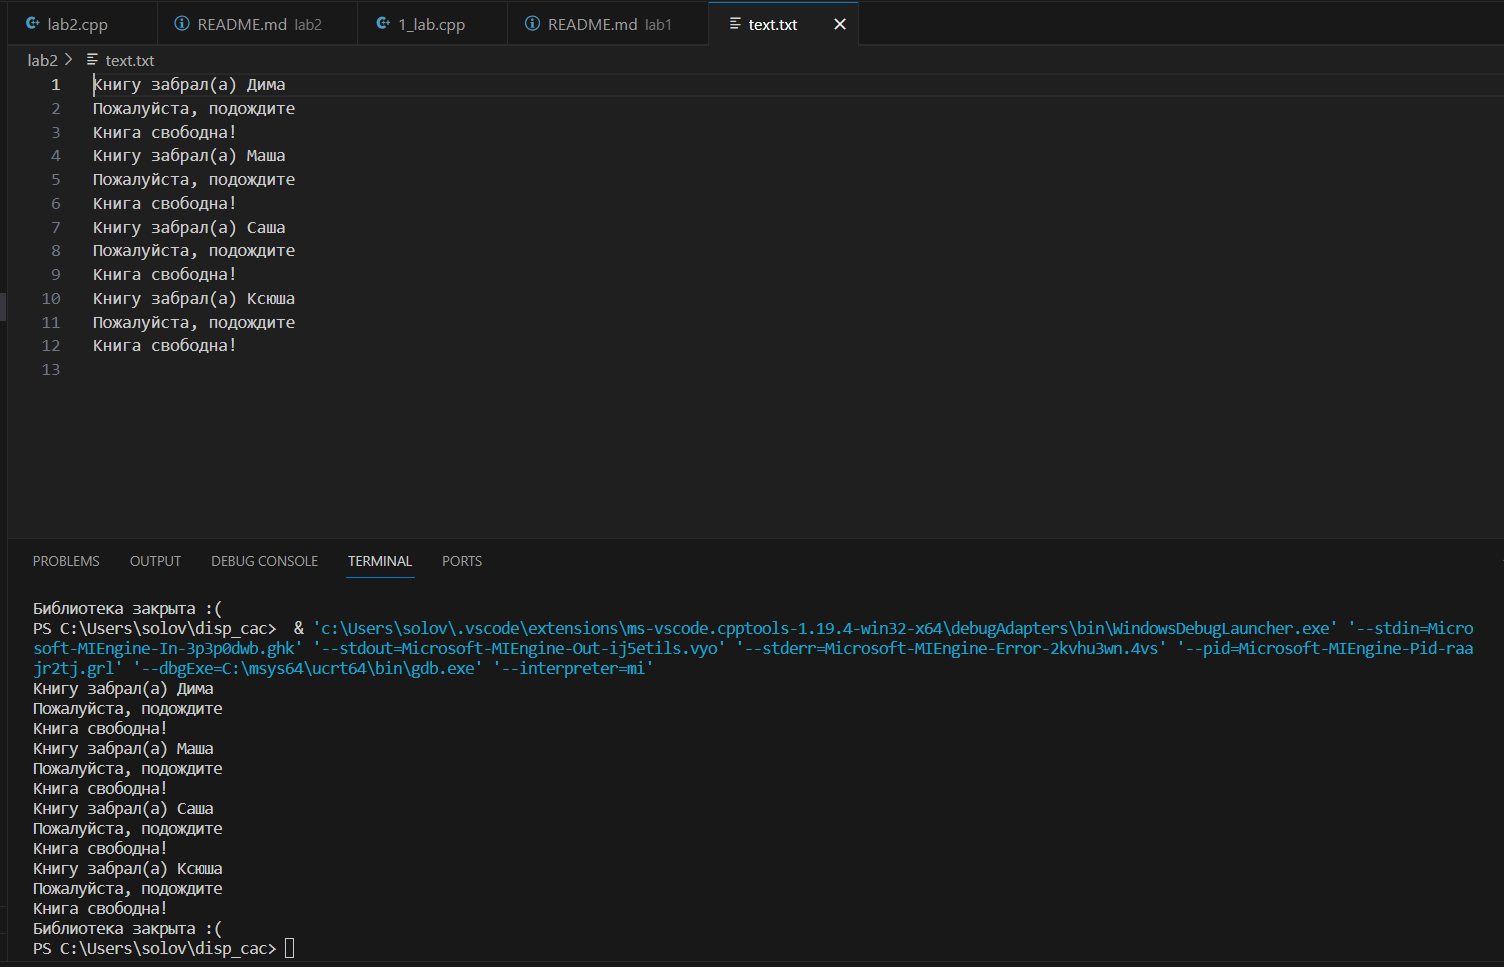 lab2.cpp README.md lab2 1_lab.cpp README.md lab1 text.txt
lab2 > text.txt
1 Книгу забрал(а) Дима
2 Пожалуйста, подождите
3 Книга свободна!
4 Книгу забрал(а) Маша
5 Пожалуйста, подождите
6 Книга свободна!
7 Книгу забрал(а) Саша
8 Пожалуйста, подождите
9 Книга свободна!
10 Книгу забрал(а) Ксюша
11 Пожалуйста, подождите
12 Книга свободна!
13
PROBLEMS OUTPUT DEBUG CONSOLE TERMINAL PORTS
Библиотека закрыта :(
PS C:\Users\solov\disp_cac>  & 'c:\Users\solov\.vscode\extensions\ms-vscode.cpptools-1.19.4-win32-x64\debugAdapters\bin\WindowsDebugLauncher.exe' '--stdin=Micro
soft-MIEngine-In-3p3p0dwb.ghk' '--stdout=Microsoft-MIEngine-Out-ij5etils.vyo' '--stderr=Microsoft-MIEngine-Error-2kvhu3wn.4vs' '--pid=Microsoft-MIEngine-Pid-raa
jr2tj.grl' '--dbgExe=C:\msys64\ucrt64\bin\gdb.exe' '--interpreter=mi'
Книгу забрал(а) Дима
Пожалуйста, подождите
Книга свободна!
Книгу забрал(а) Маша
Пожалуйста, подождите
Книга свободна!
Книгу забрал(а) Саша
Пожалуйста, подождите
Книга свободна!
Книгу забрал(а) Ксюша
Пожалуйста, подождите
Книга свободна!
Библиотека закрыта :(
PS C:\Users\solov\disp_cac>